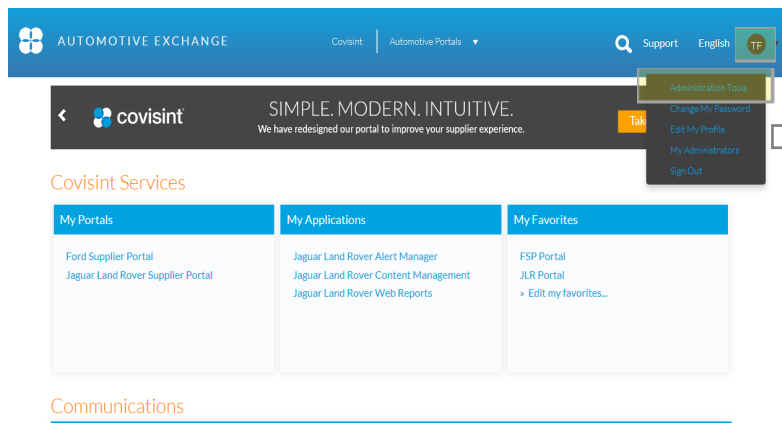 AUTOMOTIVE EXCHANGE
Covisint
Automotive Portals
Support
English
TF
Administration Tools
Change My Password
Edit My Profile
My Administrators
Sign Out
covisint
SIMPLE. MODERN. INTUITIVE.
We have redesigned our portal to improve your supplier experience.
Covisint Services
My Portals
Ford Supplier Portal
Jaguar Land Rover Supplier Portal
My Applications
Jaguar Land Rover Alert Manager
Jaguar Land Rover Content Management
Jaguar Land Rover Web Reports
My Favorites
FSP Portal
JLR Portal
» Edit my favorites...
Communications